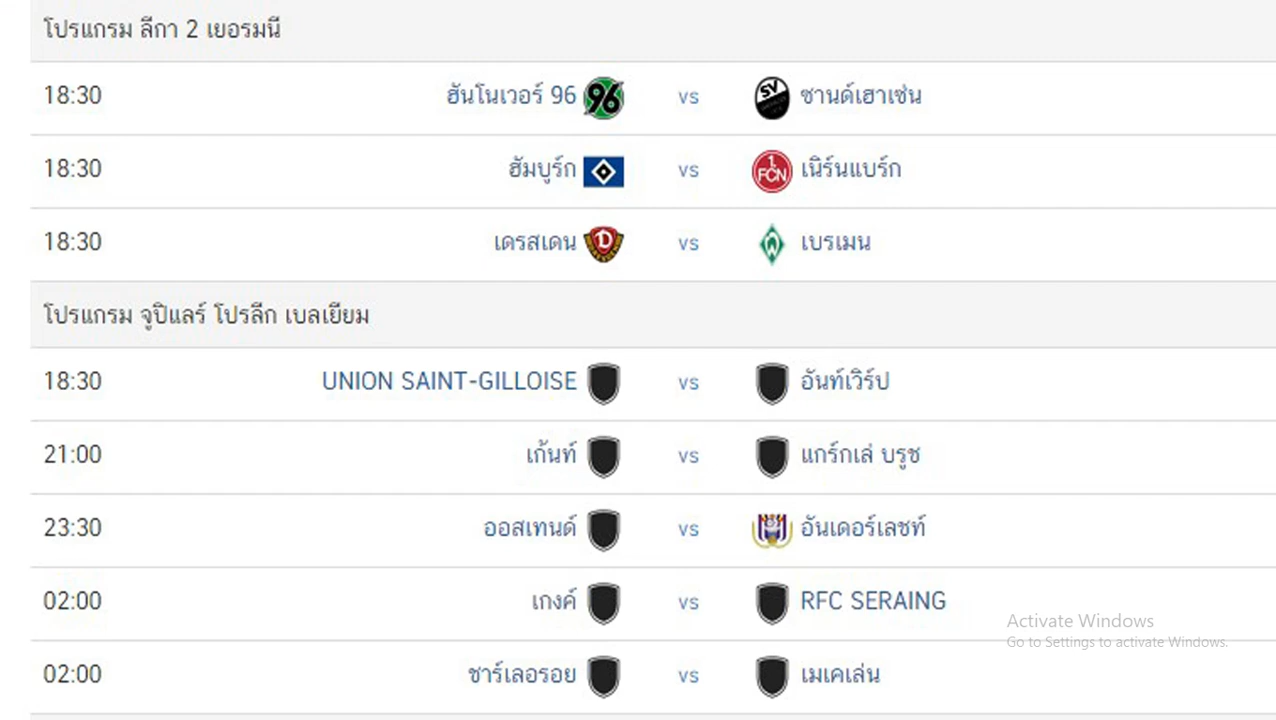 โปรแกรม ลีกา 2 เยอรมนี
18:30 ฮันโนเวอร์ 96 96 vs SV ซานด์เฮาเซ่น
18:30 ฮัมบูร์ก vs 1. FCN เนิร์นแบร์ก
18:30 เดรสเดน D vs W เบรเมน
โปรแกรม จูปิแลร์ โปรลีก เบลเยียม
18:30 UNION SAINT-GILLOISE vs อันท์เวิร์ป
21:00 เก้นท์ vs แกร์กเล่ บรูซ
23:30 ออสเทนด์ vs อันเดอร์เลชท์
02:00 เกงค์ vs RFC SERAING
02:00 ชาร์เลอรอย vs เมเคเล่น
Activate Windows
Go to Settings to activate Windows.